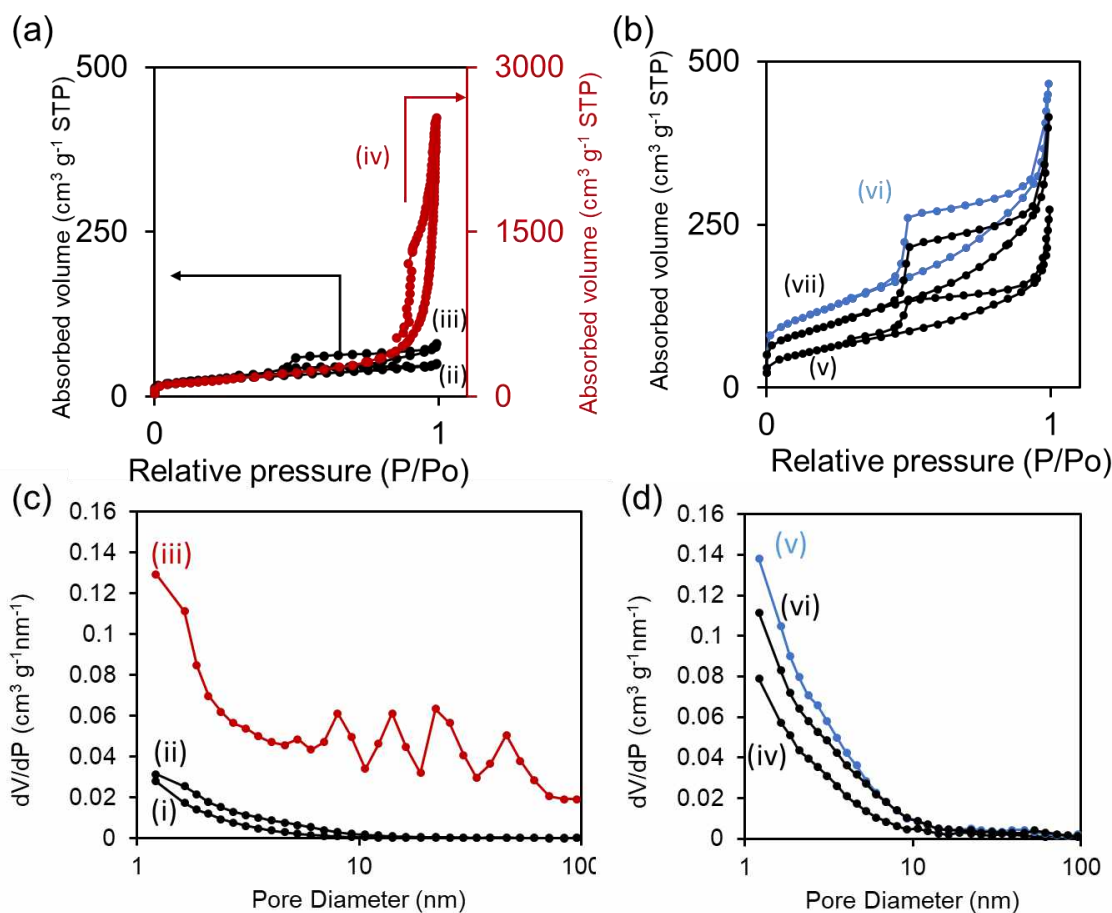 (a)
500
250
0
Absorbed volume (cm³ g⁻¹ STP)
3000
1500
0
Absorbed volume (cm³ g⁻¹ STP)
(iv)
(iii)
(ii)
0
1
Relative pressure (P/Po)
(b)
500
250
0
Absorbed volume (cm³ g⁻¹ STP)
(vi)
(vii)
(v)
0
1
Relative pressure (P/Po)
(c)
0.16
0.14
0.12
0.1
0.08
0.06
0.04
0.02
0
dV/dP (cm³ g⁻¹nm⁻¹)
(iii)
(ii)
(i)
1
10
100
Pore Diameter (nm)
(d)
0.16
0.14
0.12
0.1
0.08
0.06
0.04
0.02
0
dV/dP (cm³ g⁻¹nm⁻¹)
(v)
(vi)
(iv)
1
10
100
Pore Diameter (nm)